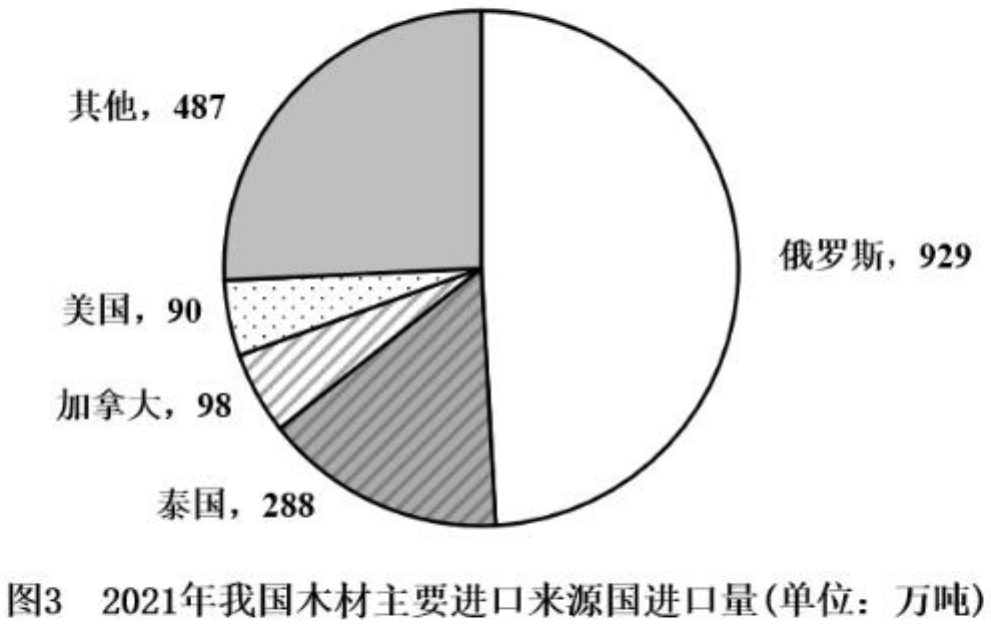 其他，487
俄罗斯，929
美国，90
加拿大，98
泰国，288
图3 2021年我国木材主要进口来源国进口量(单位：万吨)